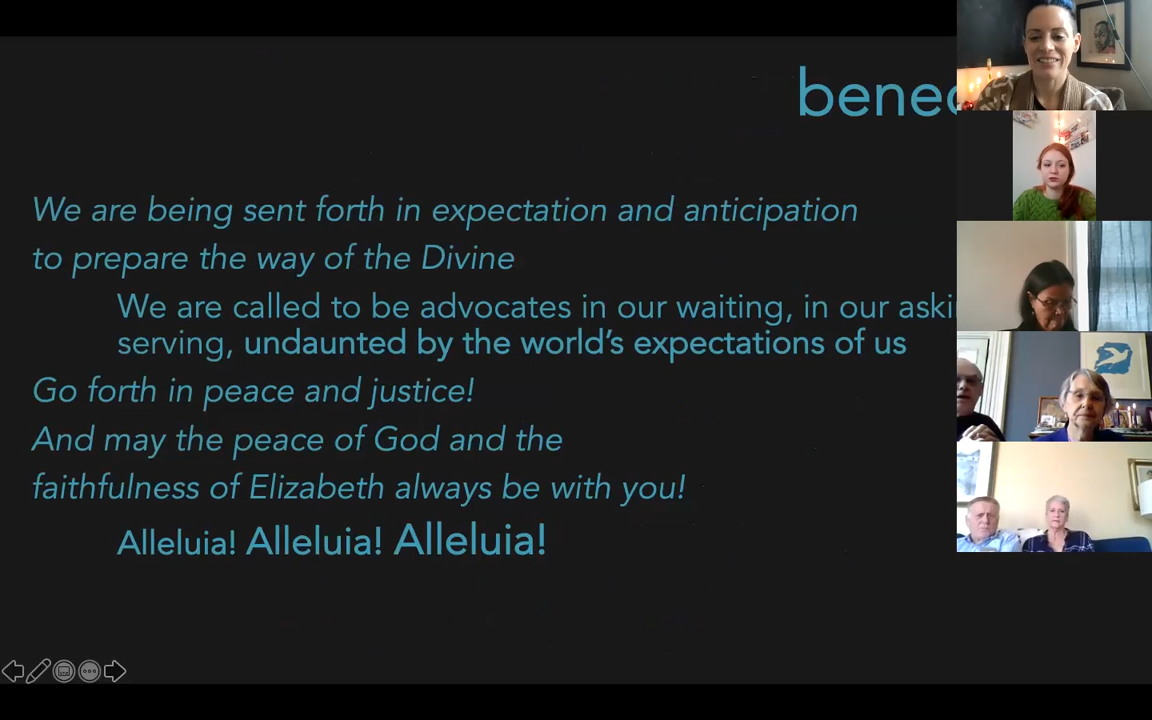 bene
We are being sent forth in expectation and anticipation
to prepare the way of the Divine
We are called to be advocates in our waiting, in our aski
serving, undaunted by the world's expectations of us
Go forth in peace and justice!
And may the peace of God and the
faithfulness of Elizabeth always be with you!
Alleluia! Alleluia! Alleluia!